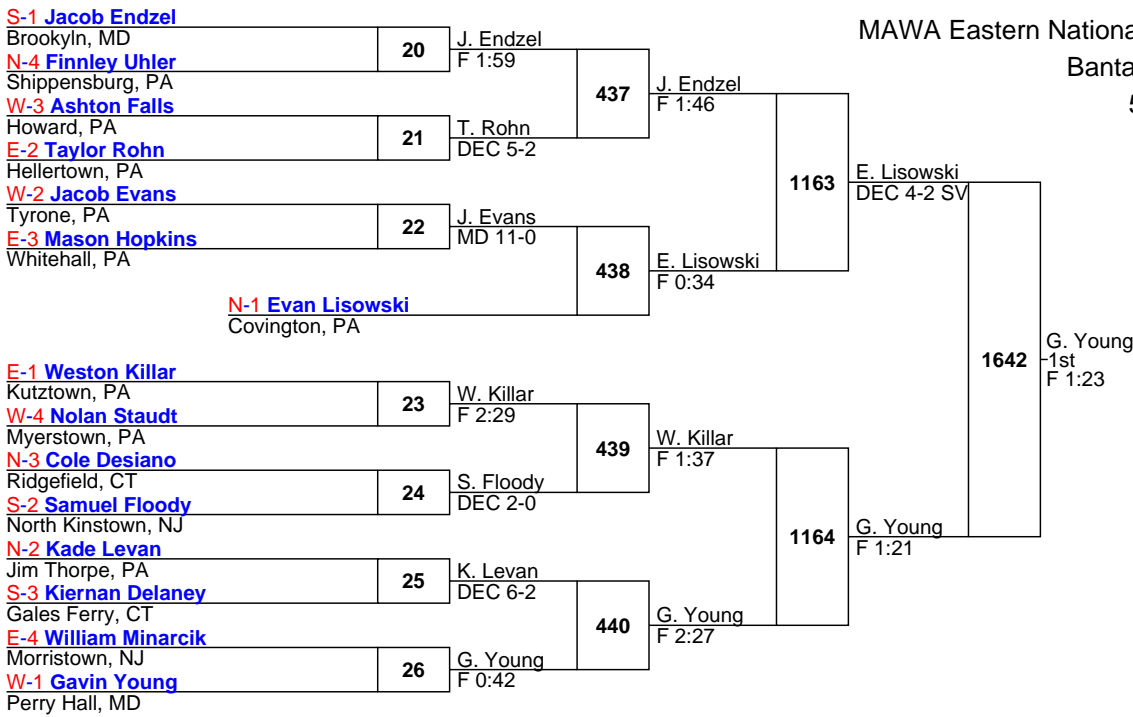 MAWA Eastern Nationa
Banta
5
S-1 Jacob Endzel
Brookyln, MD
N-4 Finnley Uhler
Shippensburg, PA
W-3 Ashton Falls
Howard, PA
E-2 Taylor Rohn
Hellertown, PA
W-2 Jacob Evans
Tyrone, PA
E-3 Mason Hopkins
Whitehall, PA
N-1 Evan Lisowski
Covington, PA
E-1 Weston Killar
Kutztown, PA
W-4 Nolan Staudt
Myerstown, PA
N-3 Cole Desiano
Ridgefield, CT
S-2 Samuel Floody
North Kinstown, NJ
N-2 Kade Levan
Jim Thorpe, PA
S-3 Kiernan Delaney
Gales Ferry, CT
E-4 William Minarcik
Morristown, NJ
W-1 Gavin Young
Perry Hall, MD
20
21
22
23
24
25
26
J. Endzel
F 1:59
T. Rohn
DEC 5-2
J. Evans
MD 11-0
W. Killar
F 2:29
S. Floody
DEC 2-0
K. Levan
DEC 6-2
G. Young
F 0:42
437
438
439
440
J. Endzel
F 1:46
E. Lisowski
F 0:34
W. Killar
F 1:37
G. Young
F 2:27
1163
1164
E. Lisowski
DEC 4-2 SV
G. Young
F 1:21
1642
G. Young
1st
F 1:23